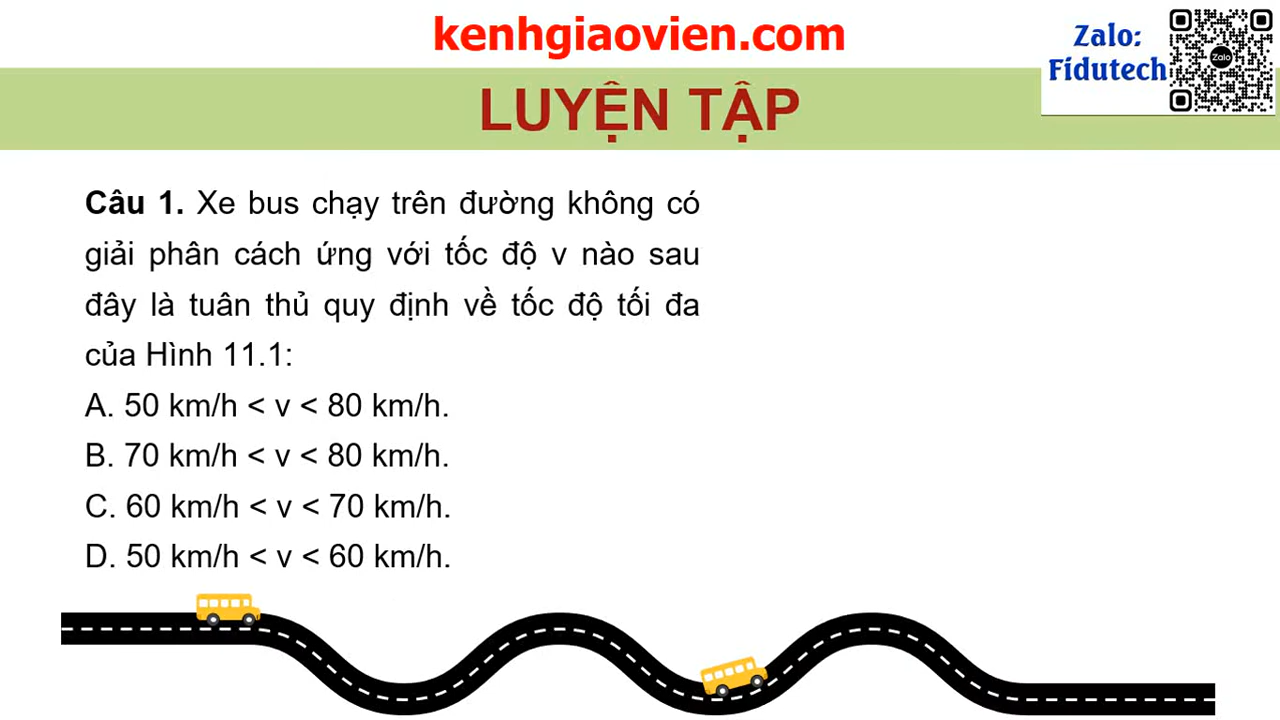 kenhgiaovien.com
Zalo:
Fidutech
Zalo
LUYỆN TẬP
Câu 1. Xe bus chạy trên đường không có
giải phân cách ứng với tốc độ v nào sau
đây là tuân thủ quy định về tốc độ tối đa
của Hình 11.1:
A. 50 km/h < v < 80 km/h.
B. 70 km/h < v < 80 km/h.
C. 60 km/h < v < 70 km/h.
D. 50 km/h < v < 60 km/h.